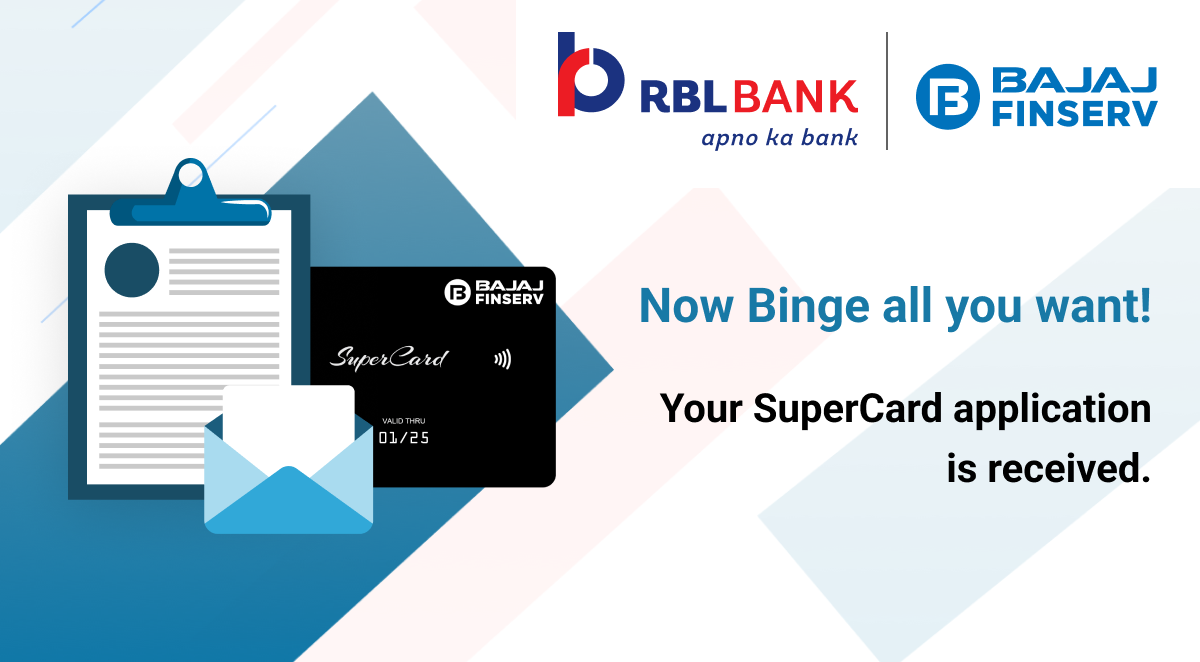 RBL BANK
apno ka bank
BAJAJ
FINSERV
BAJAJ
FINSERV
SuperCard
VALID THRU
01/25
Now Binge all you want!
Your SuperCard application
is received.